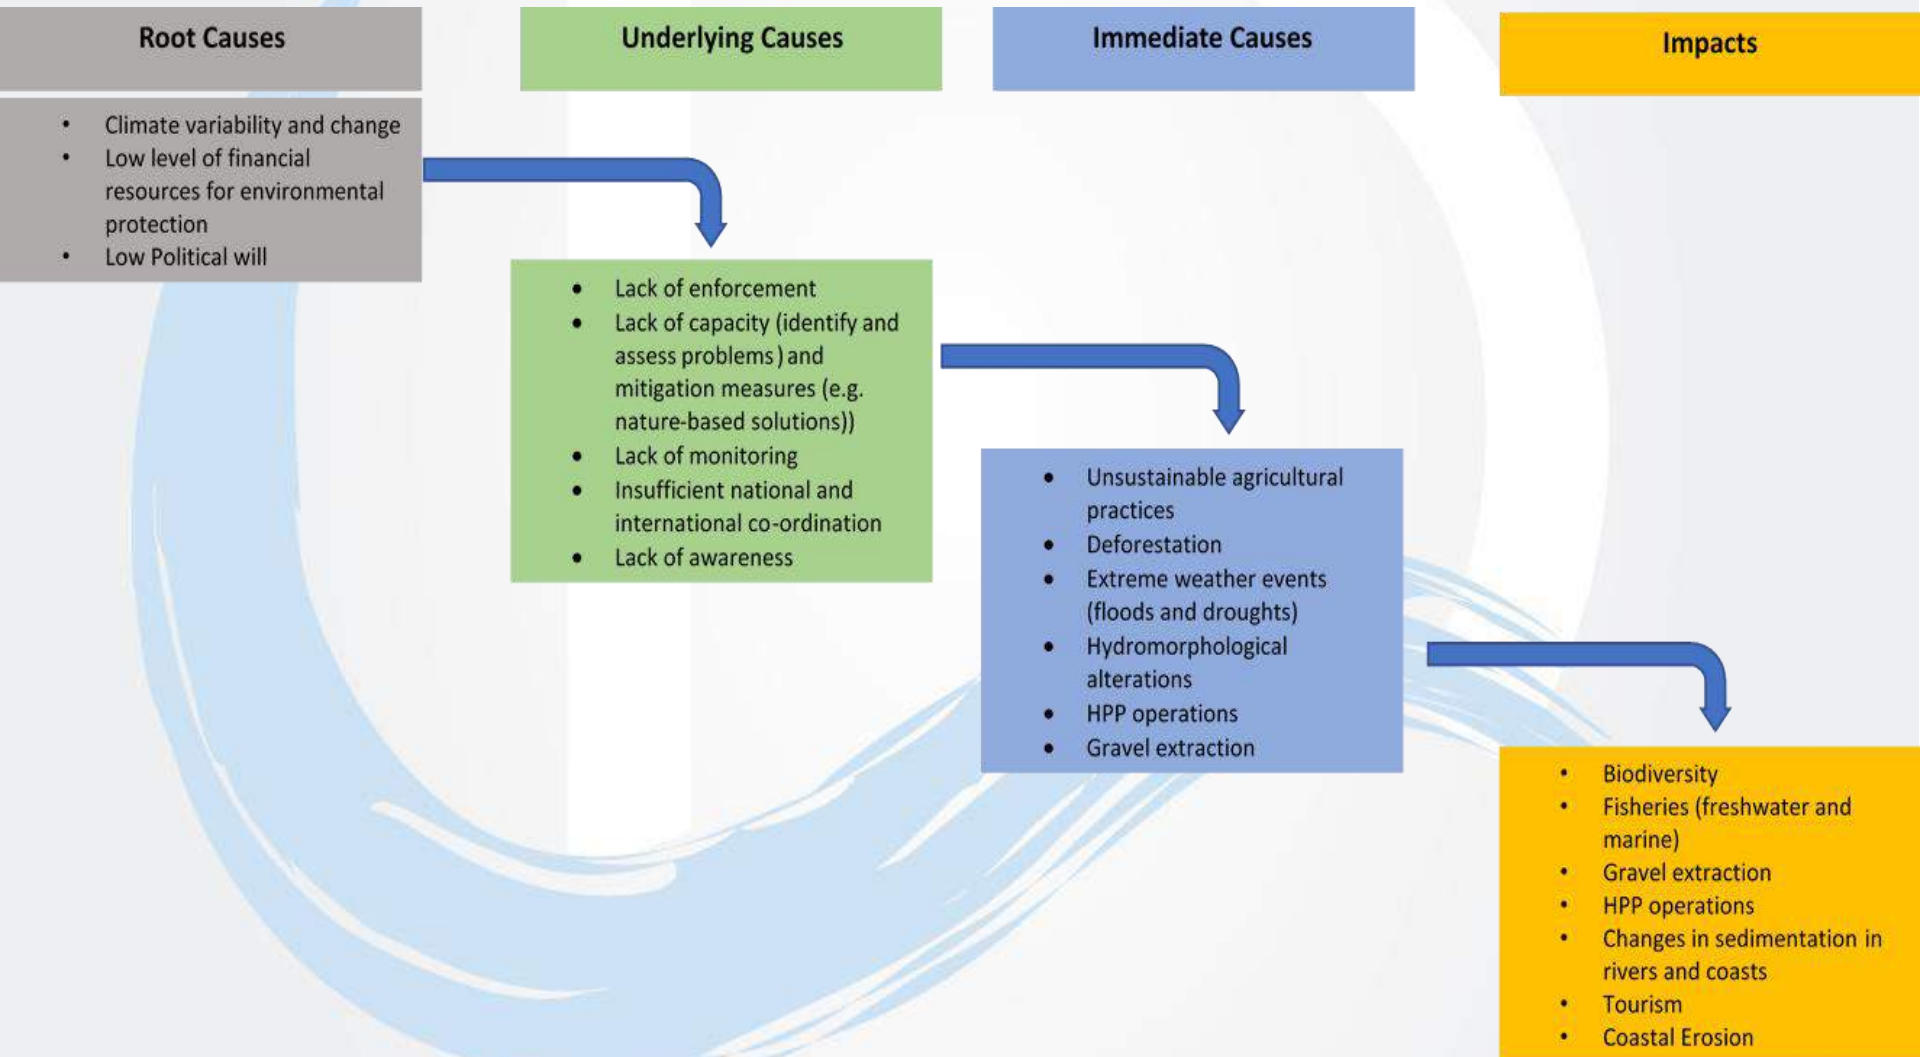 Root Causes
Underlying Causes
Immediate Causes
Impacts
• Climate variability and change
• Low level of financial
resources for environmental
protection
• Low Political will
• Lack of enforcement
• Lack of capacity (identify and
assess problems) and
mitigation measures (e.g.
nature-based solutions))
• Lack of monitoring
• Insufficient national and
international co-ordination
• Lack of awareness
• Unsustainable agricultural
practices
• Deforestation
• Extreme weather events
(floods and droughts)
• Hydromorphological
alterations
• HPP operations
• Gravel extraction
• Biodiversity
• Fisheries (freshwater and
marine)
• Gravel extraction
• HPP operations
• Changes in sedimentation in
rivers and coasts
• Tourism
• Coastal Erosion